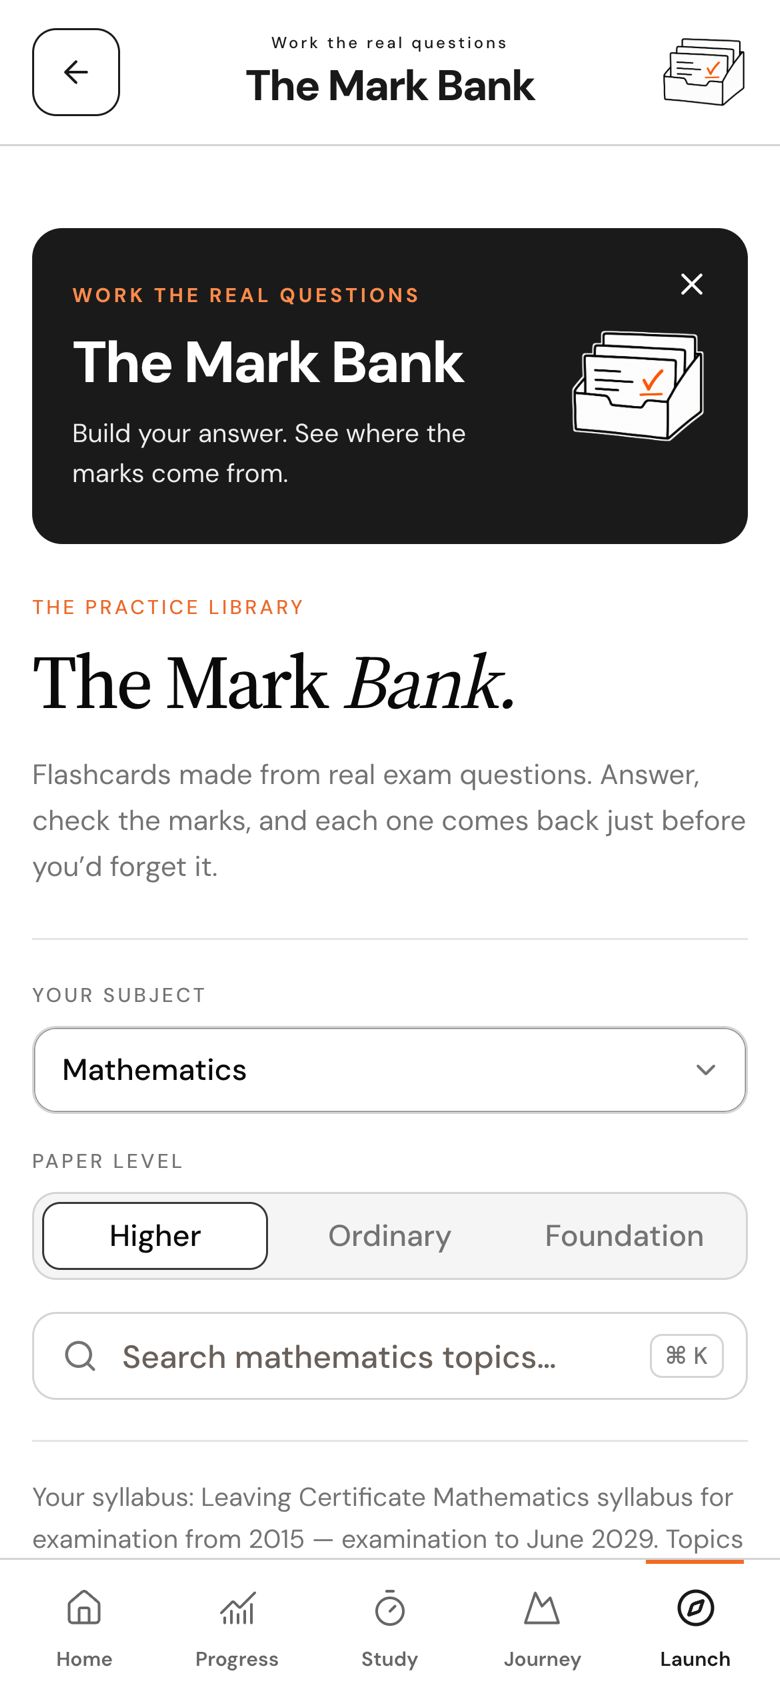 Work the real questions
The Mark Bank
WORK THE REAL QUESTIONS
The Mark Bank
Build your answer. See where the
marks come from.
THE PRACTICE LIBRARY
The Mark Bank.
Flashcards made from real exam questions. Answer,
check the marks, and each one comes back just before
you’d forget it.
YOUR SUBJECT
Mathematics
PAPER LEVEL
Higher Ordinary Foundation
Search mathematics topics... ⌘ K
Your syllabus: Leaving Certificate Mathematics syllabus for
examination from 2015 — examination to June 2029. Topics
Home Progress Study Journey Launch